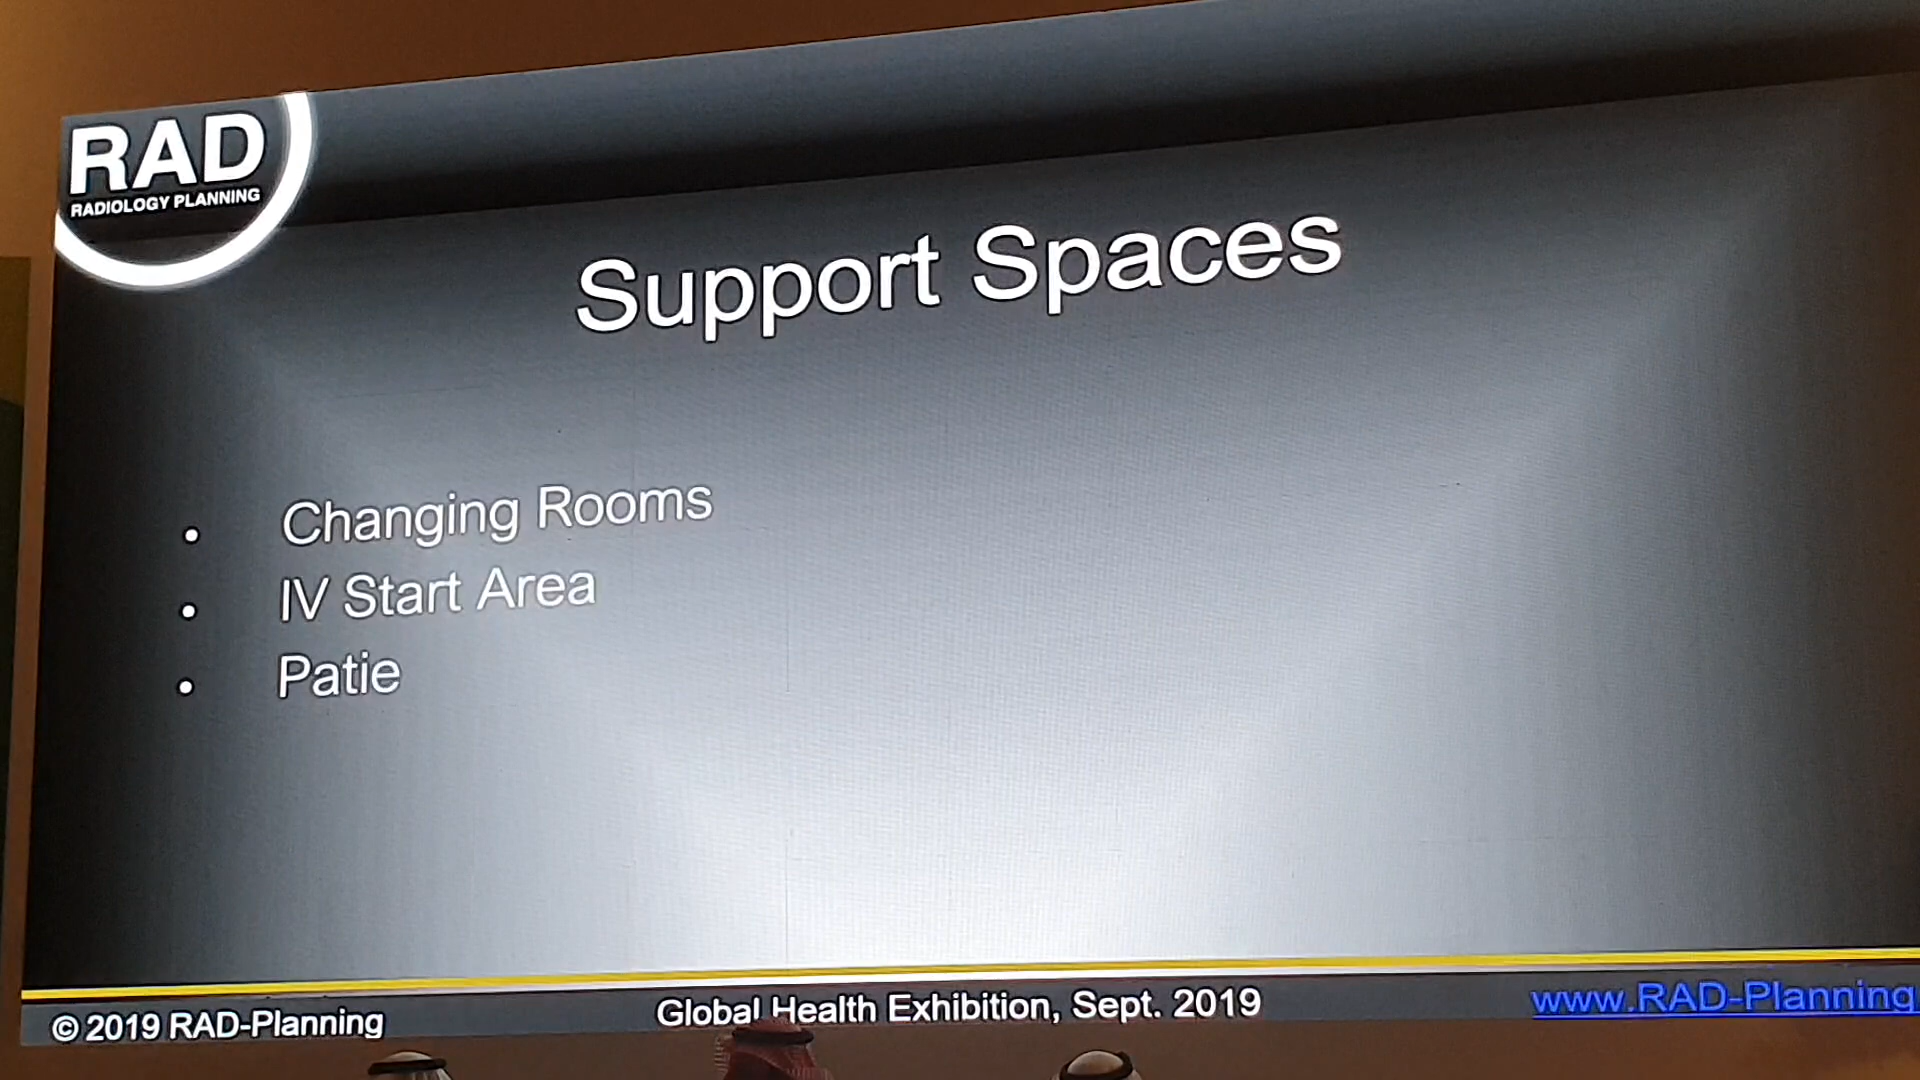 RAD
RADIOLOGY PLANNING
Support Spaces
• Changing Rooms
• IV Start Area
• Patie
© 2019 RAD-Planning
Global Health Exhibition, Sept. 2019
www.RAD-Planning